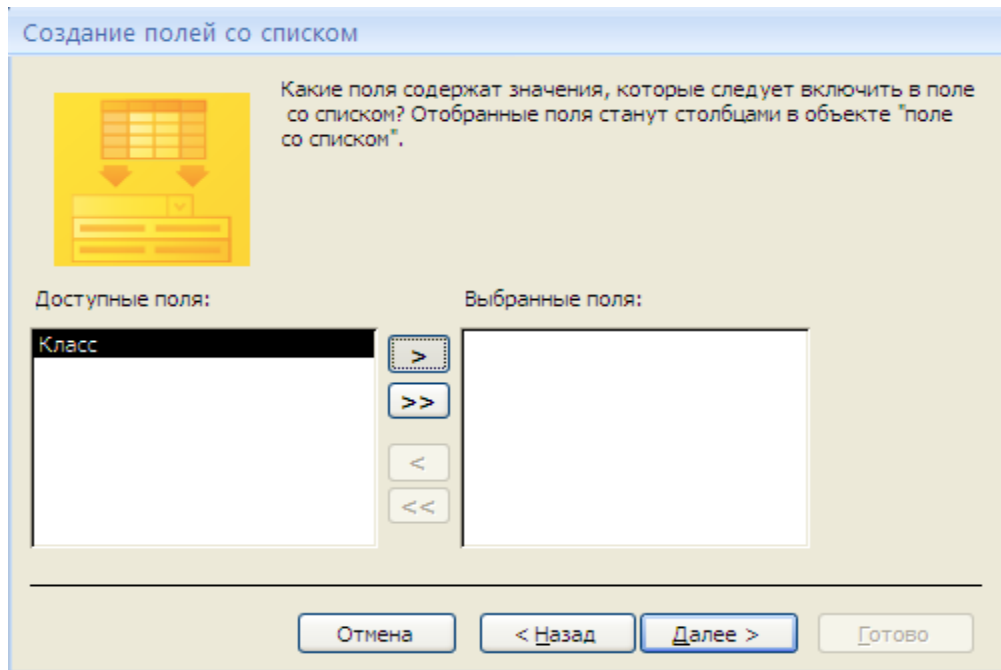 Создание полей со списком
Какие поля содержат значения, которые следует включить в поле
со списком? Отобранные поля станут столбцами в объекте "поле
со списком".
Доступные поля:
Выбранные поля:
Класс
>
>>
<
<<
Отмена
< Назад
Далее >
Готово